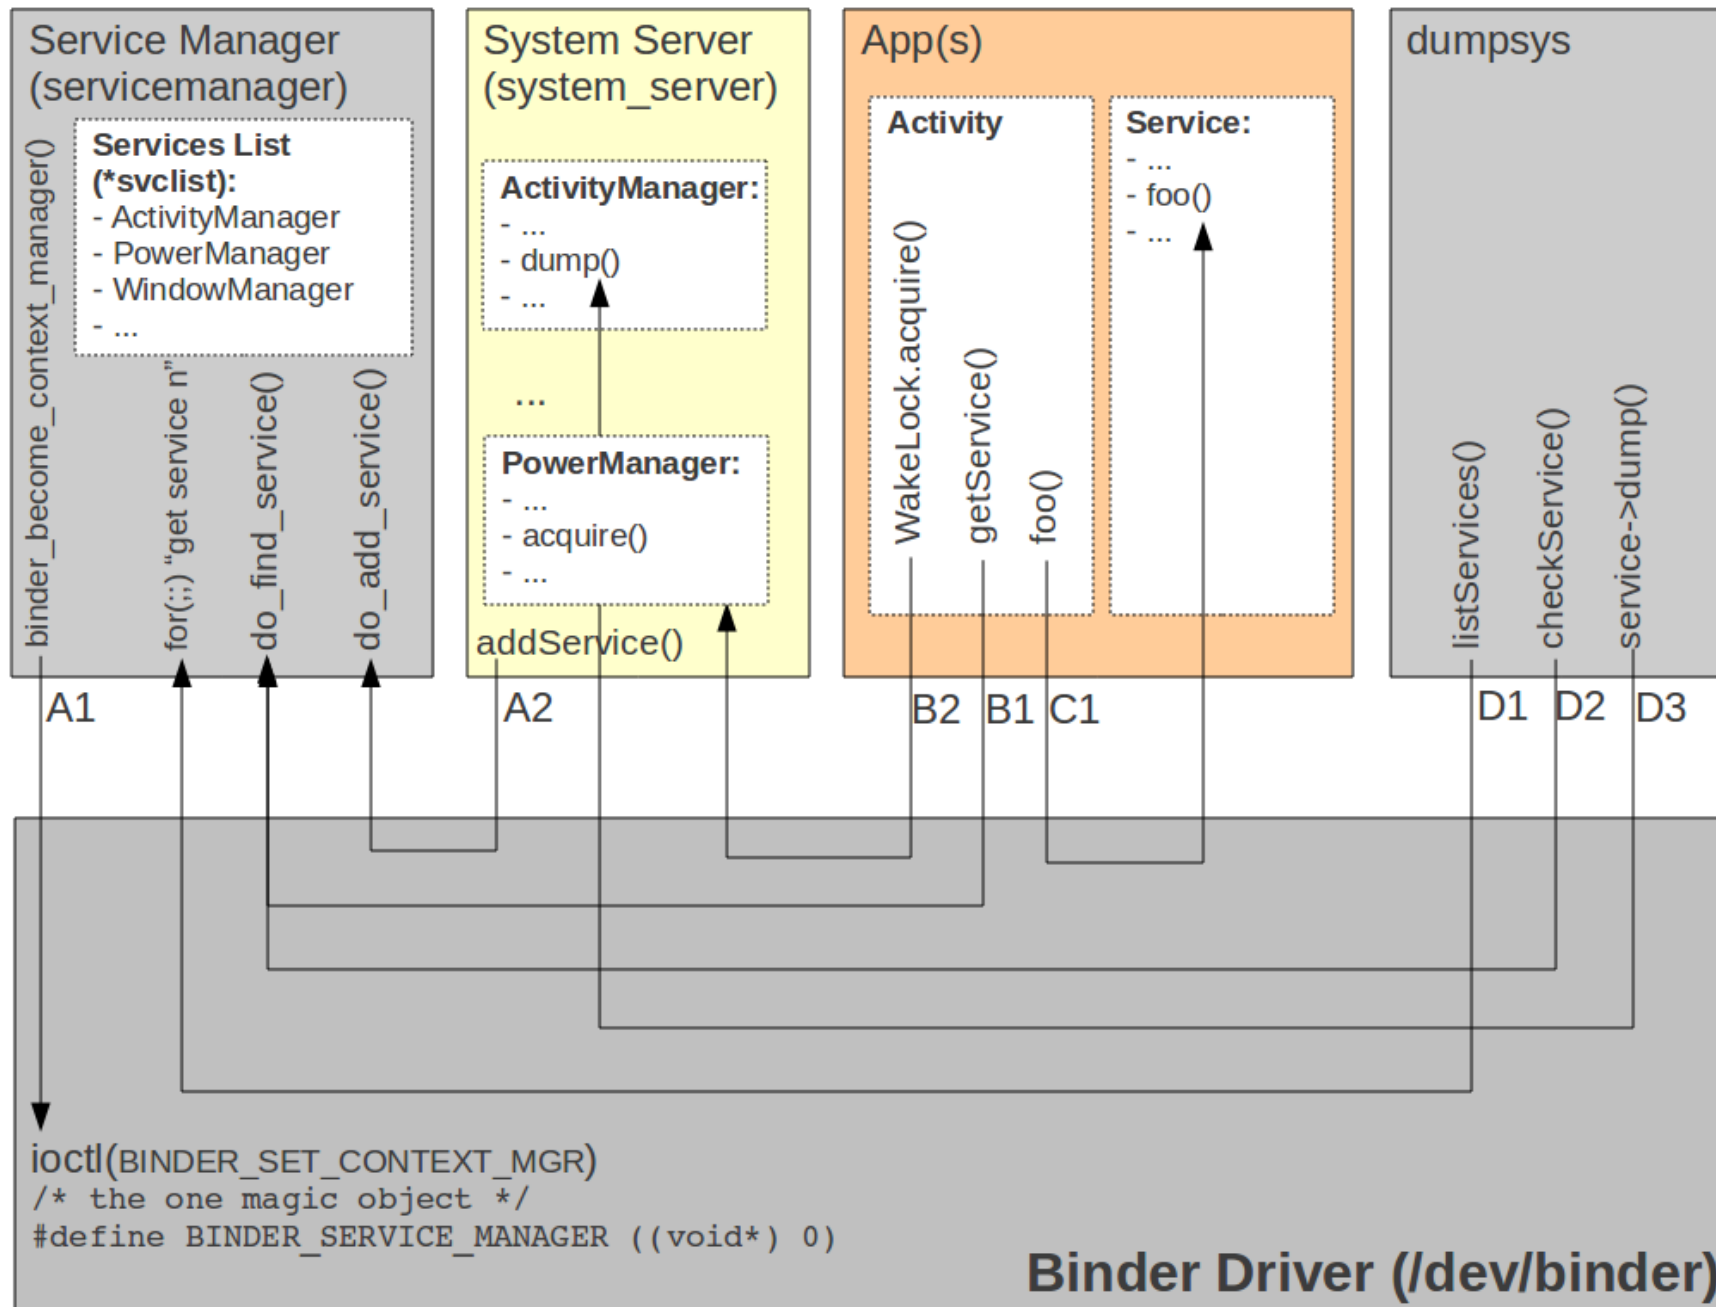 Service Manager
(servicemanager)
binder_become_context_manager()
Services List
(*svclist):
- ActivityManager
- PowerManager
- WindowManager
- ...
for(;;) “get service n”
do_find_service()
do_add_service()
System Server
(system_server)
ActivityManager:
- ...
- dump()
- ...
...
PowerManager:
- ...
- acquire()
- ...
addService()
App(s)
Activity
WakeLock.acquire()
getService()
foo()
Service:
- ...
- foo()
- ...
dumpsys
listServices()
checkService()
service->dump()
A1
A2
B2
B1
C1
D1
D2
D3
ioctl(BINDER_SET_CONTEXT_MGR)
/* the one magic object */
#define BINDER_SERVICE_MANAGER ((void*) 0)
Binder Driver (/dev/binder)